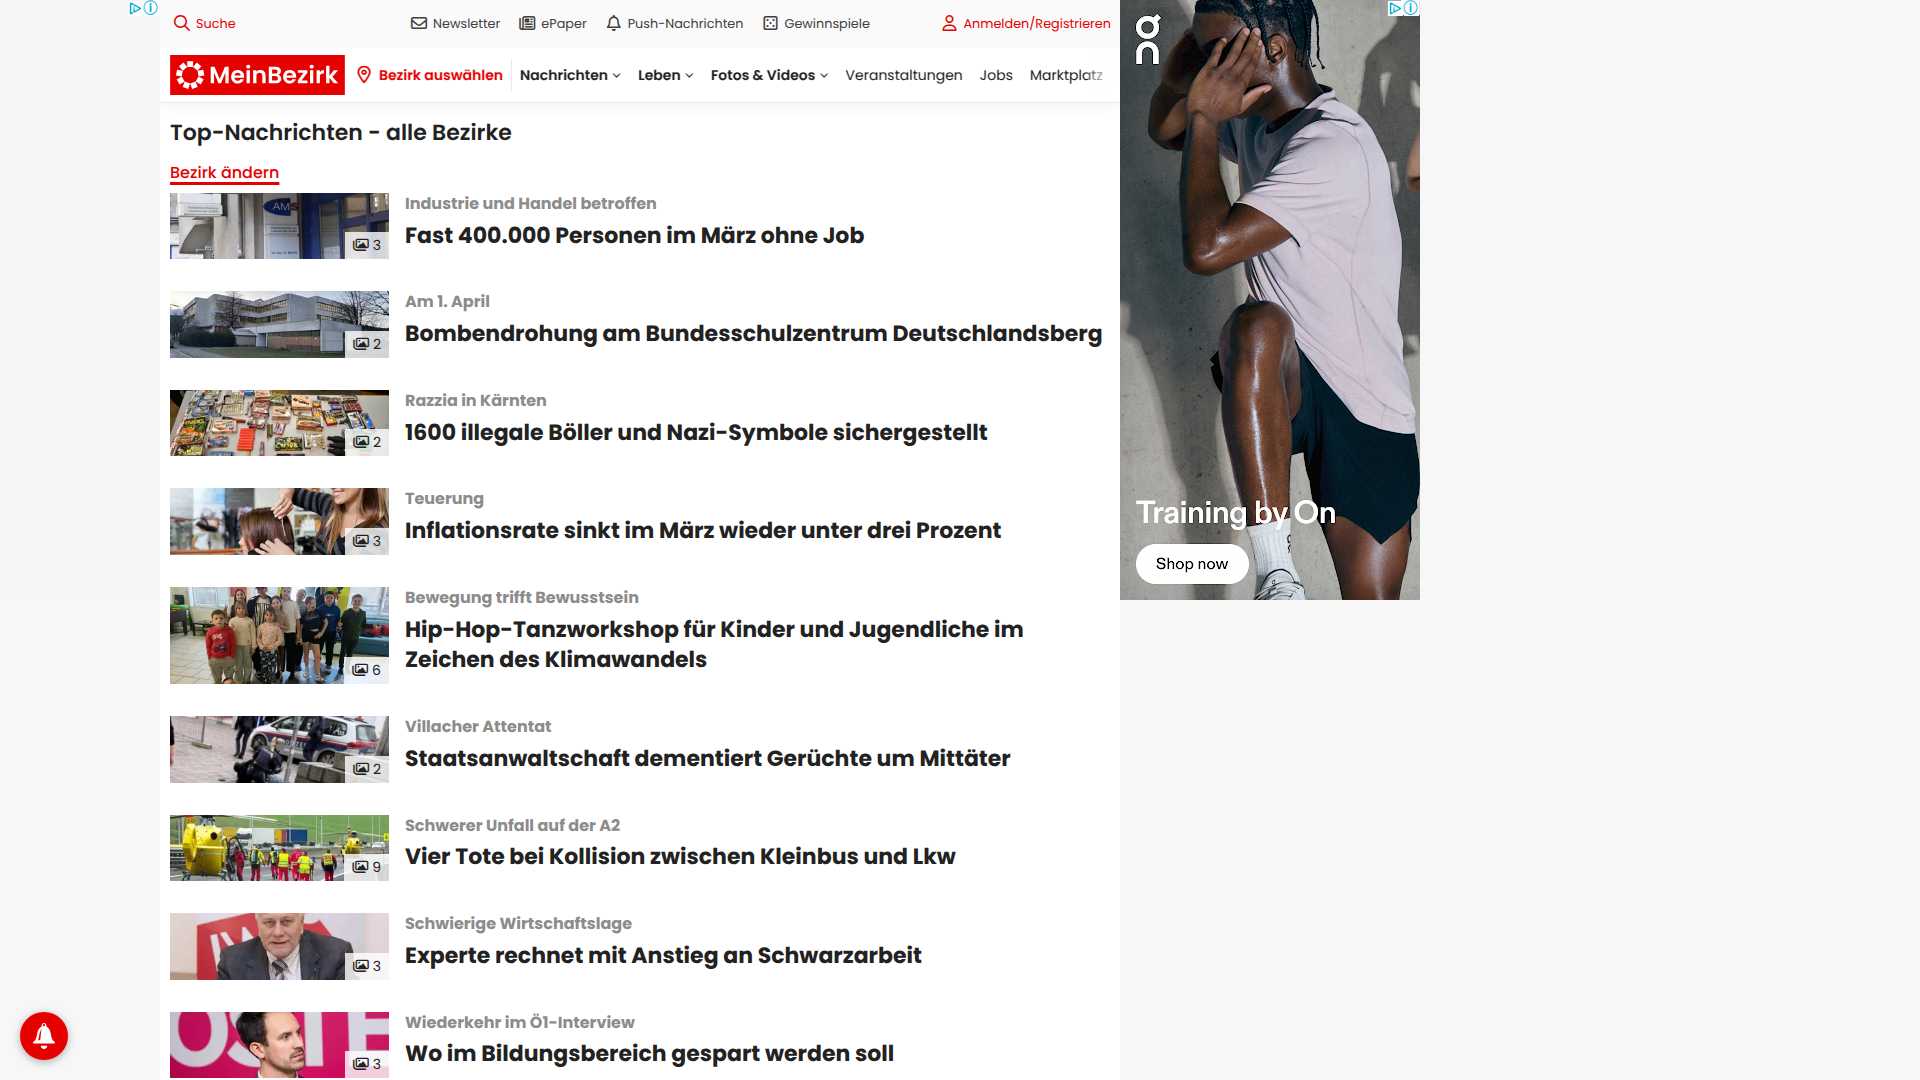 Suche
Newsletter
ePaper
Push-Nachrichten
Gewinnspiele
Anmelden/Registrieren
MeinBezirk
Bezirk auswählen
Nachrichten
Leben
Fotos & Videos
Veranstaltungen
Jobs
Marktplatz
Top-Nachrichten - alle Bezirke
Bezirk ändern
AMS
3
Industrie und Handel betroffen
Fast 400.000 Personen im März ohne Job
2
Am 1. April
Bombendrohung am Bundesschulzentrum Deutschlandsberg
2
Razzia in Kärnten
1600 illegale Böller und Nazi-Symbole sichergestellt
3
Teuerung
Inflationsrate sinkt im März wieder unter drei Prozent
6
Bewegung trifft Bewusstsein
Hip-Hop-Tanzworkshop für Kinder und Jugendliche im
Zeichen des Klimawandels
2
Villacher Attentat
Staatsanwaltschaft dementiert Gerüchte um Mittäter
9
Schwerer Unfall auf der A2
Vier Tote bei Kollision zwischen Kleinbus und Lkw
3
Schwierige Wirtschaftslage
Experte rechnet mit Anstieg an Schwarzarbeit
3
Wiederkehr im Ö1-Interview
Wo im Bildungsbereich gespart werden soll
On
Training by On
Shop now